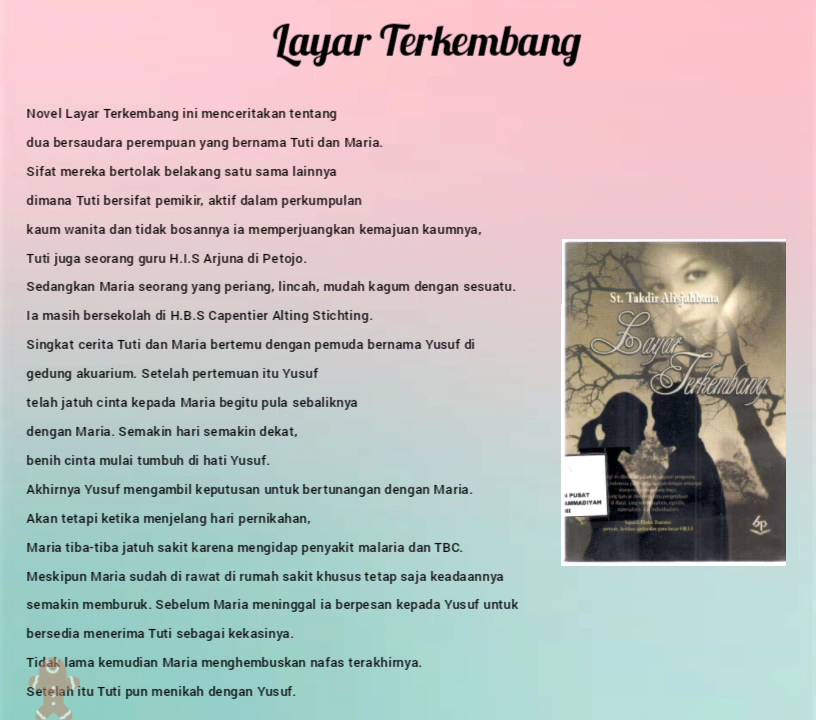 Layar Terkembang
Novel Layar Terkembang ini menceritakan tentang
dua bersaudara perempuan yang bernama Tuti dan Maria.
Sifat mereka bertolak belakang satu sama lainnya
dimana Tuti bersifat pemikir, aktif dalam perkumpulan
kaum wanita dan tidak bosannya ia memperjuangkan kemajuan kaumnya,
Tuti juga seorang guru H.I.S Arjuna di Petojo.
Sedangkan Maria seorang yang periang, lincah, mudah kagum dengan sesuatu.
Ia masih bersekolah di H.B.S Capentier Alting Stichting.
Singkat cerita Tuti dan Maria bertemu dengan pemuda bernama Yusuf di
gedung akuarium. Setelah pertemuan itu Yusuf
telah jatuh cinta kepada Maria begitu pula sebaliknya
dengan Maria. Semakin hari semakin dekat,
benih cinta mulai tumbuh di hati Yusuf.
Akhirnya Yusuf mengambil keputusan untuk bertunangan dengan Maria.
Akan tetapi ketika menjelang hari pernikahan,
Maria tiba-tiba jatuh sakit karena mengidap penyakit malaria dan TBC.
Meskipun Maria sudah di rawat di rumah sakit khusus tetap saja keadaannya
semakin memburuk. Sebelum Maria meninggal ia berpesan kepada Yusuf untuk
bersedia menerima Tuti sebagai kekasinya.
Tidak lama kemudian Maria menghembuskan nafas terakhirnya.
Setelah itu Tuti pun menikah dengan Yusuf.
St. Takdir Alisjahbana
Layar
Terkembang
N PUSAT
AMMADIYAH
bp